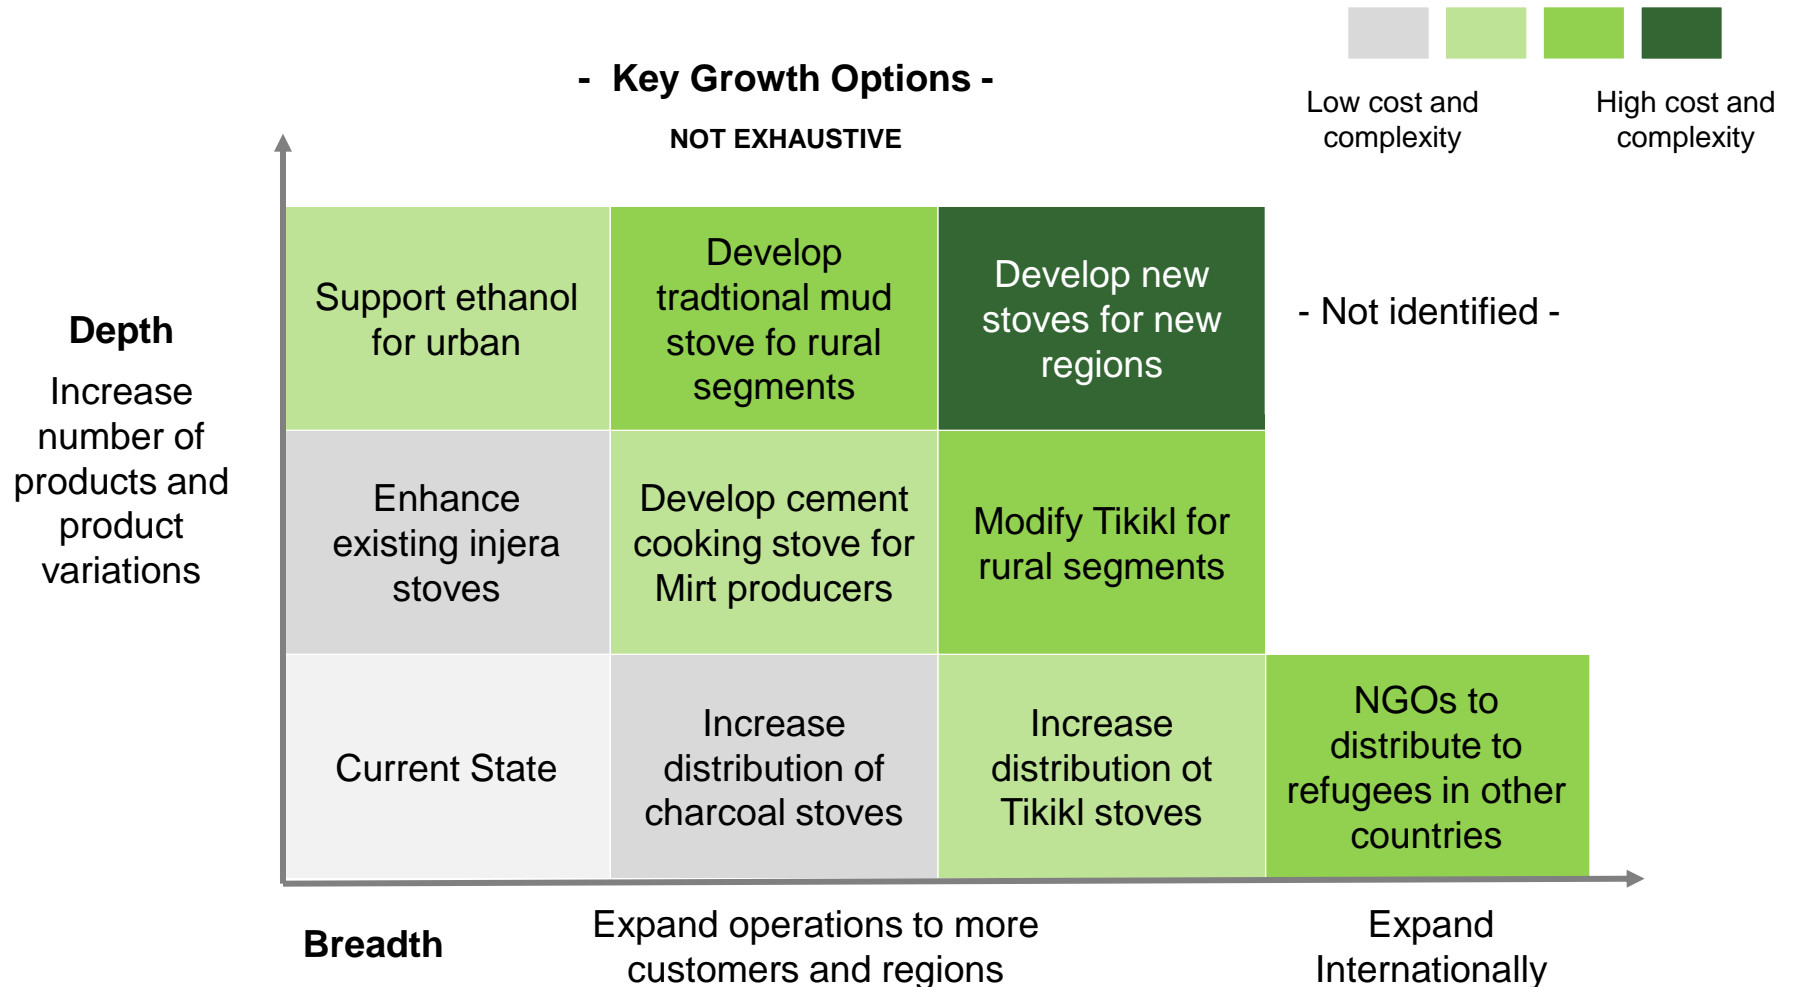 - Key Growth Options -
NOT EXHAUSTIVE
Low cost and
complexity
High cost and
complexity
Depth
Increase
number of
products and
product
variations
Support ethanol
for urban
Develop
tradtional mud
stove fo rural
segments
Develop new
stoves for new
regions
- Not identified -
Enhance
existing injera
stoves
Develop cement
cooking stove for
Mirt producers
Modify Tikikl for
rural segments
Current State
Increase
distribution of
charcoal stoves
Increase
distribution ot
Tikikl stoves
NGOs to
distribute to
refugees in other
countries
Breadth
Expand operations to more
customers and regions
Expand
Internationally